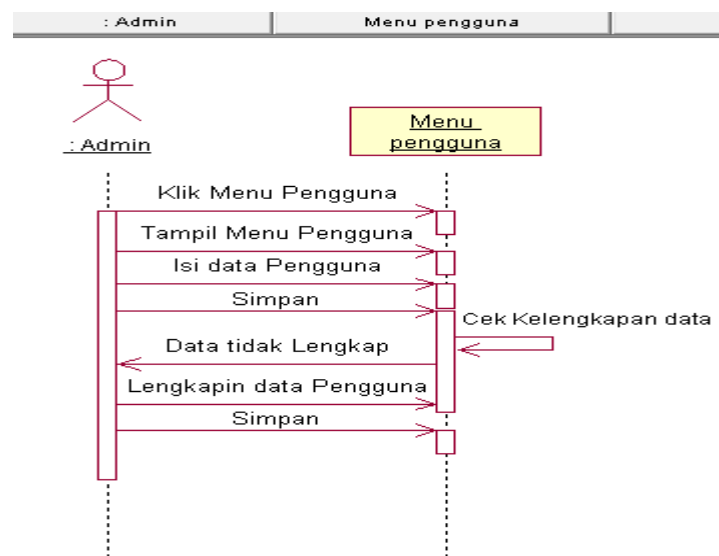 : Admin
Menu pengguna
: Admin
Menu
pengguna
Klik Menu Pengguna
Tampil Menu Pengguna
Isi data Pengguna
Simpan
Cek Kelengkapan data
Data tidak Lengkap
Lengkapin data Pengguna
Simpan